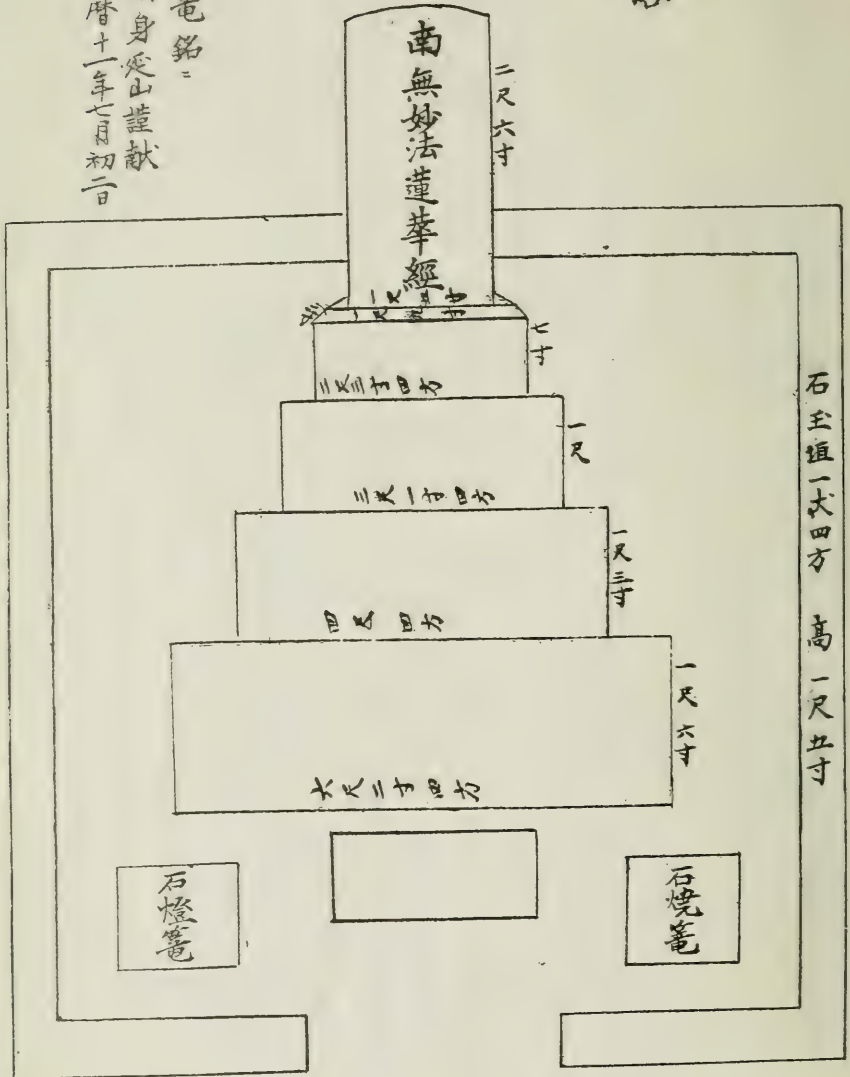 南無妙法蓮華經
二尺六寸
七寸
二尺三寸四方
一尺
三尺一寸四方
一尺三寸
四尺四方
一尺六寸
六尺二寸四方
石玉垣一丈四方 高一尺五寸
石燒篭
石燈篭
竜銘ニ
身延山謹献
暦十一年七月初二日